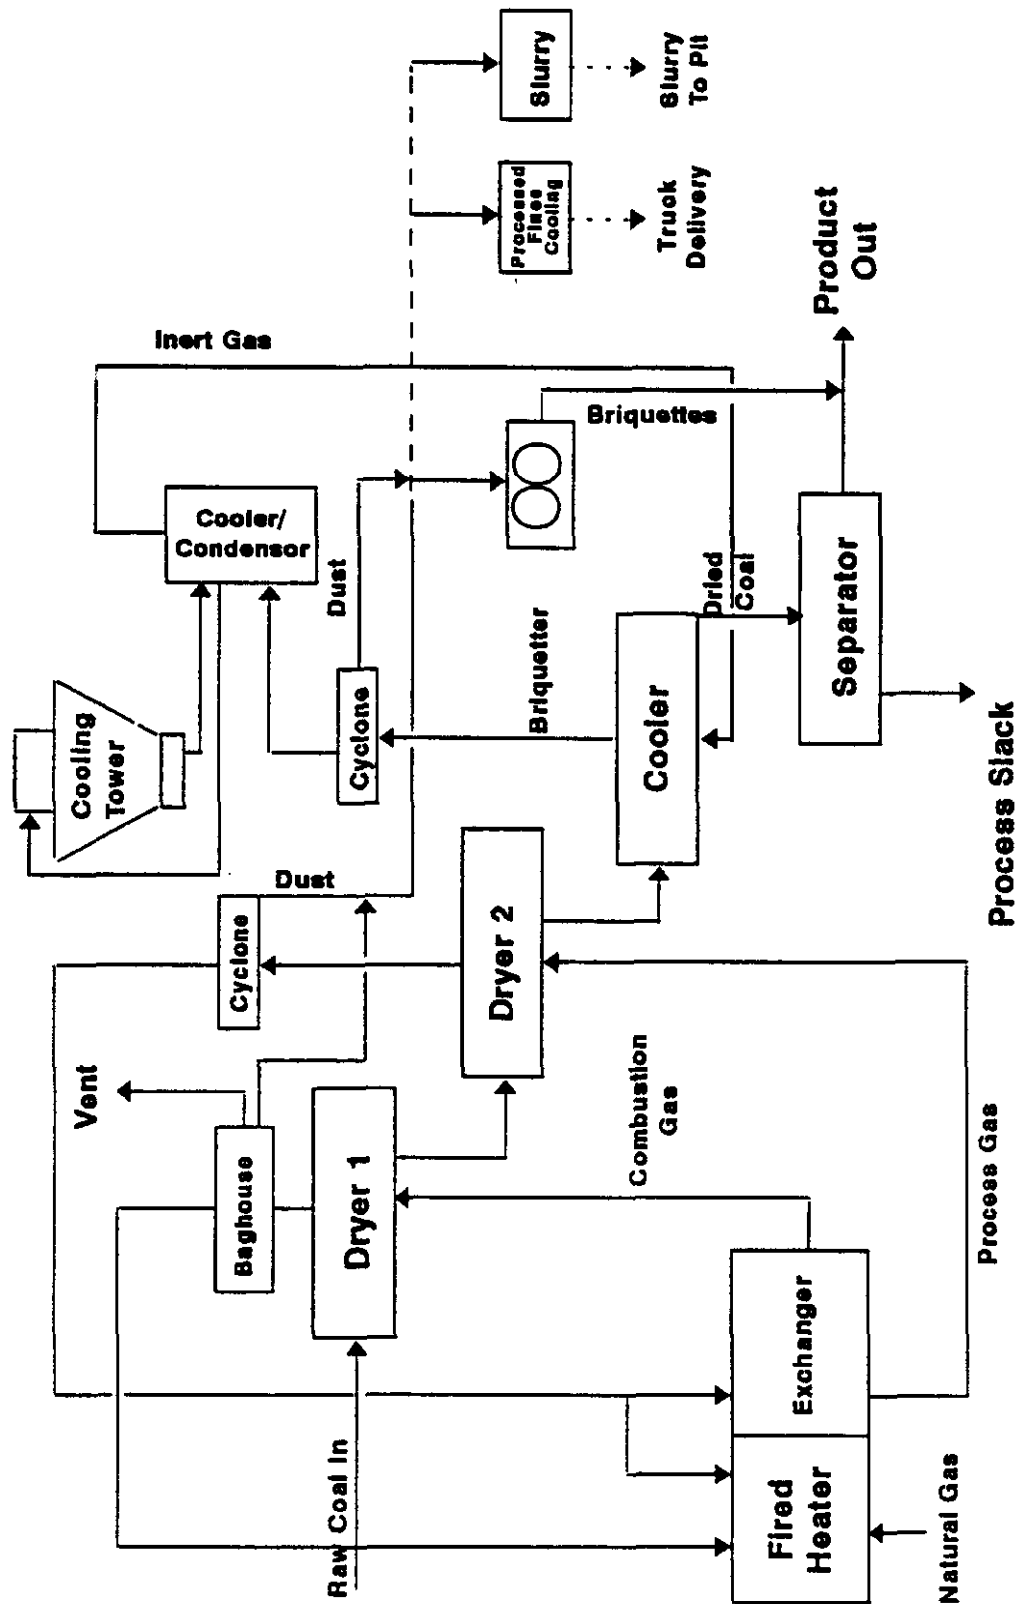 Cooling
Tower
Vent
Inert Gas
Cooler/
Condensor
Baghouse
Cyclone
Dust
Raw Coal In
Dryer 1
Cyclone
Dust
Dryer 2
Processed
Fines
Cooling
Slurry
Briquetter
Briquettes
Cooler
Combustion
Gas
Truck
Delivery
Slurry
To Pit
Dried
Coal
Fired
Heater
Exchanger
Separator
Product
Out
Natural Gas
Process Gas
Process Slack